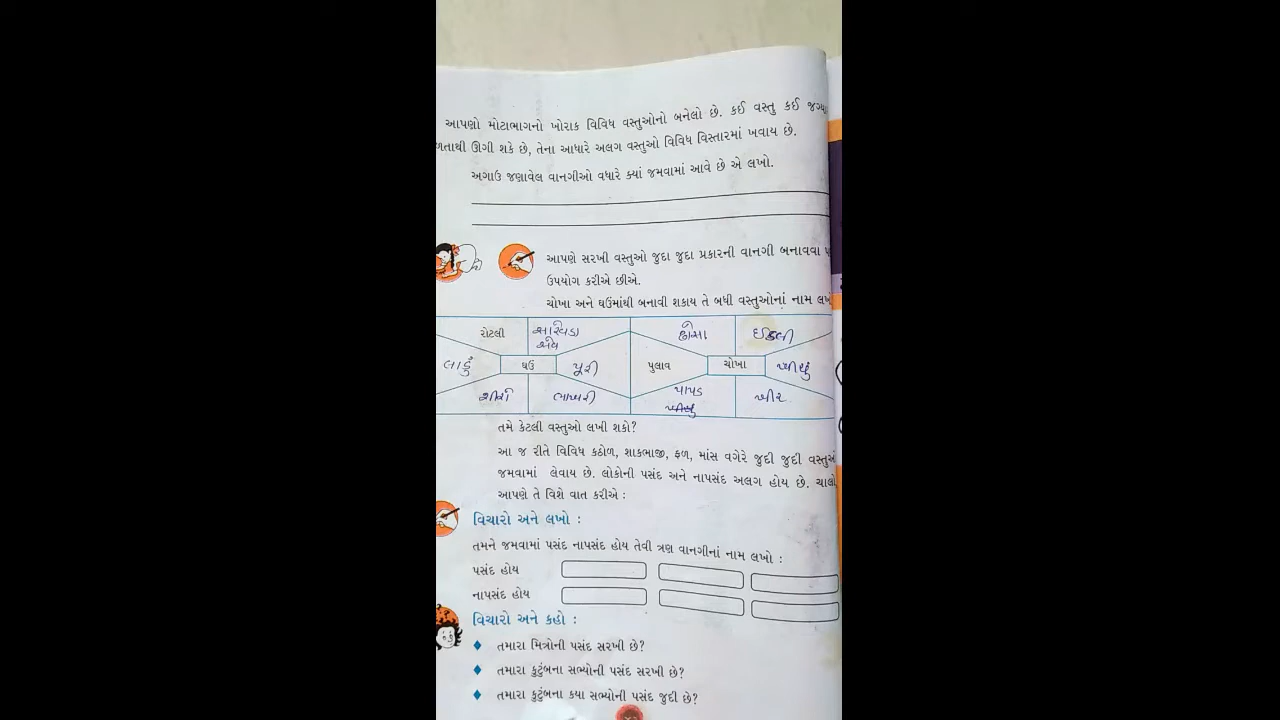 આપણો મોટાભાગનો ખોરાક વિવિધ વસ્તુઓનો બનેલો છે. કઈ વસ્તુ કઈ
ઊગી શકે છે, તેના આધારે અલગ વસ્તુઓ વિવિધ વિસ્તારમાં ખવાય છે.
અગાઉ જણાવેલ વાનગીઓ વધારે ક્યાં જમવામાં આવે છે એ લખો.
આપણે સરખી વસ્તુઓ જુદા જુદા પ્રકારની વાનગી બનાવવા
ઉપયોગ કરીએ છીએ.
ચોખા અને ઘઉંમાંથી બનાવી શકાય તે બધી વસ્તુઓનાં નામ
રોટલી ઢોસા ઈડલી
સેવ
લાડું ઘઉં પૂરી પુલાવ ચોખા ખીચું
શીરો ભાખરી પાપડ ખીર
તમે કેટલી વસ્તુઓ લખી શકો?
આ જ રીતે વિવિધ કઠોળ, શાકભાજી, ફળ, માંસ વગેરે જુદી જુદી
જમવામાં લેવાય છે. લોકોની પસંદ અને નાપસંદ અલગ હોય છે. ચાલો,
આપણે તે વિશે વાત કરીએ :
વિચારો અને લખો :
તમને જમવામાં પસંદ નાપસંદ હોય તેવી ત્રણ વાનગીનાં નામ લખો :
પસંદ હોય
નાપસંદ હોય
વિચારો અને કહો :
♦ તમારા મિત્રોની પસંદ સરખી છે?
♦ તમારા કુટુંબના સભ્યોની પસંદ સરખી છે?
♦ તમારા કુટુંબના કયા સભ્યોની પસંદ જુદી છે?